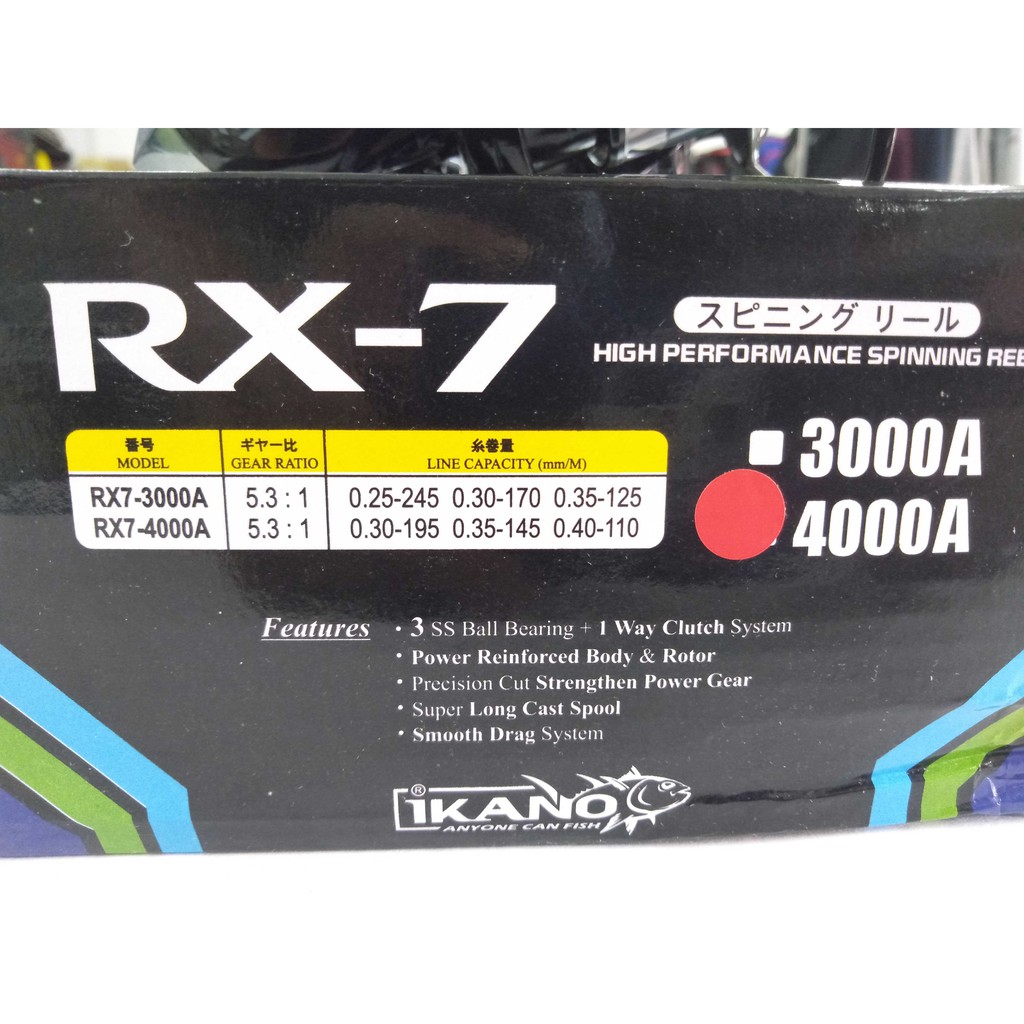 RX-7
スピニング リール
HIGH PERFORMANCE SPINNING REE
番号 ギヤー比 糸巻量
MODEL GEAR RATIO LINE CAPACITY (mm/M)
RX7-3000A 5.3 : 1 0.25-245 0.30-170 0.35-125
RX7-4000A 5.3 : 1 0.30-195 0.35-145 0.40-110
3000A
4000A
Features
• 3 SS Ball Bearing + 1 Way Clutch System
• Power Reinforced Body & Rotor
• Precision Cut Strengthen Power Gear
• Super Long Cast Spool
• Smooth Drag System
® iKANO
ANYONE CAN FISH